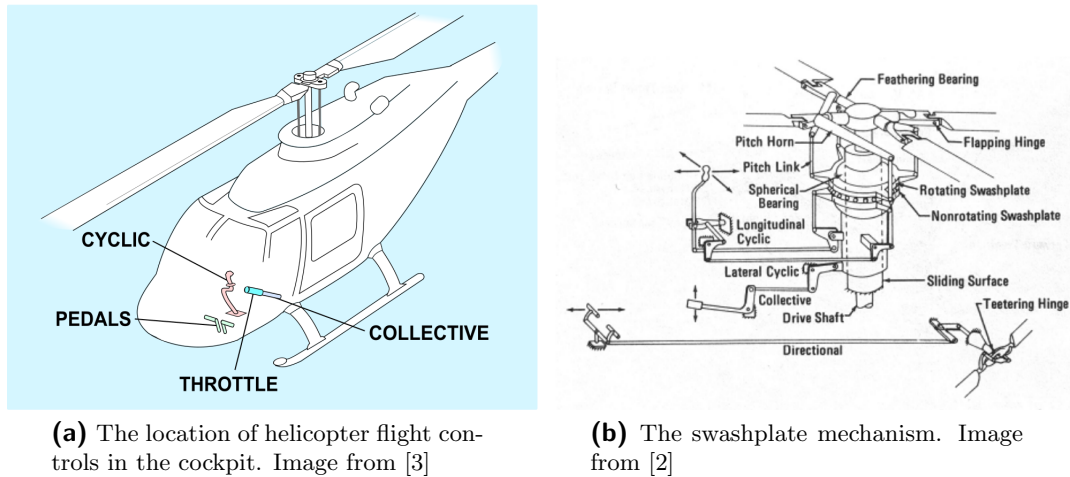 CYCLIC
PEDALS
COLLECTIVE
THROTTLE
(a) The location of helicopter flight con-
trols in the cockpit. Image from [3]
Feathering Bearing
Pitch Horn
Flapping Hinge
Pitch Link
Spherical
Bearing
Rotating Swashplate
Nonrotating Swashplate
Longitudinal
Cyclic
Lateral Cyclic
Sliding Surface
Collective
Teetering Hinge
Drive Shaft
Directional
(b) The swashplate mechanism. Image
from [2]